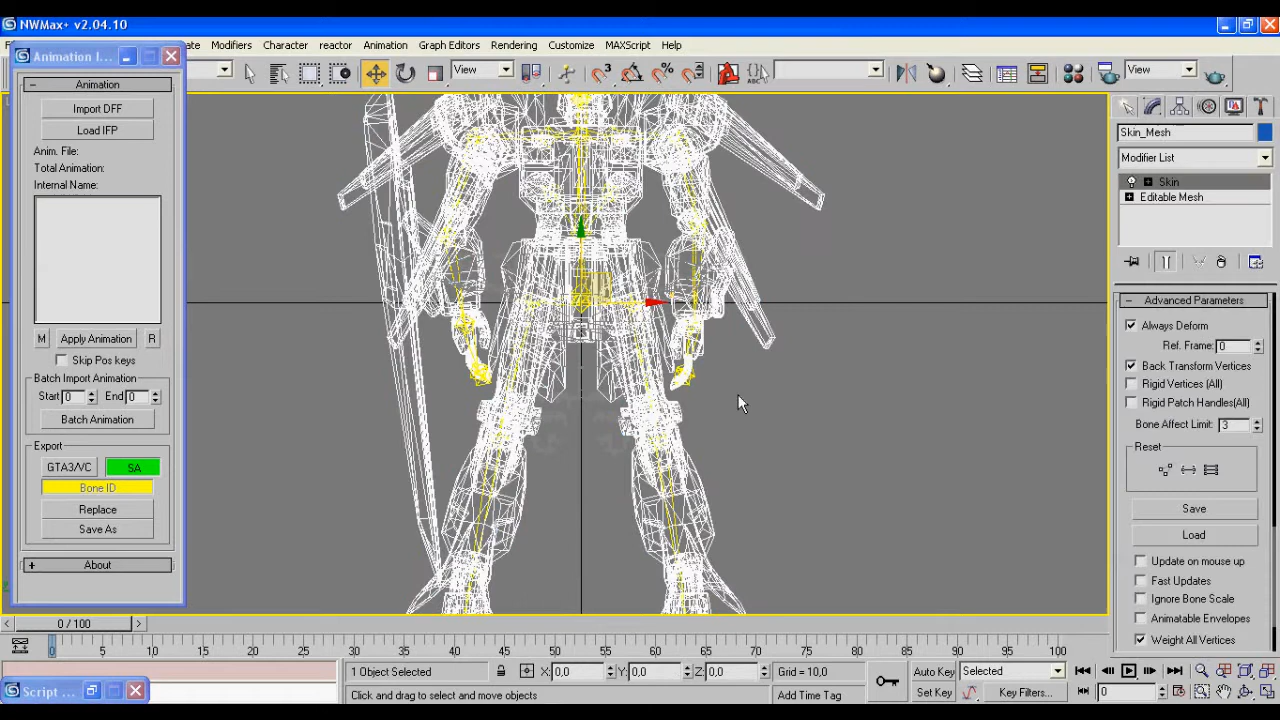 NWMax+ v2.04.10
Modifiers Character reactor Animation Graph Editors Rendering Customize MAXScript Help
Animation I...
View
View
Animation
Import DFF
Load IFP
Anim. File:
Total Animation:
Internal Name:
M Apply Animation R
Skip Pos keys
Batch Import Animation
Start 0 End 0
Batch Animation
Export
GTA3/VC SA
Bone ID
Replace
Save As
About
Skin_Mesh
Modifier List
Skin
Editable Mesh
Advanced Parameters
Always Deform
Ref. Frame: 0
Back Transform Vertices
Rigid Vertices (All)
Rigid Patch Handles(All)
Bone Affect Limit: 3
Reset
Save
Load
Update on mouse up
Fast Updates
Ignore Bone Scale
Animatable Envelopes
Weight All Vertices
0 / 100
0 5 10 15 20 25 30 35 40 45 50 55 60 65 70 75 80 85 90 95 100
1 Object Selected X: 0,0 Y: 0,0 Z: 0,0 Grid = 10,0 Auto Key Selected
Script ... Click and drag to select and move objects Add Time Tag Set Key Key Filters... 0